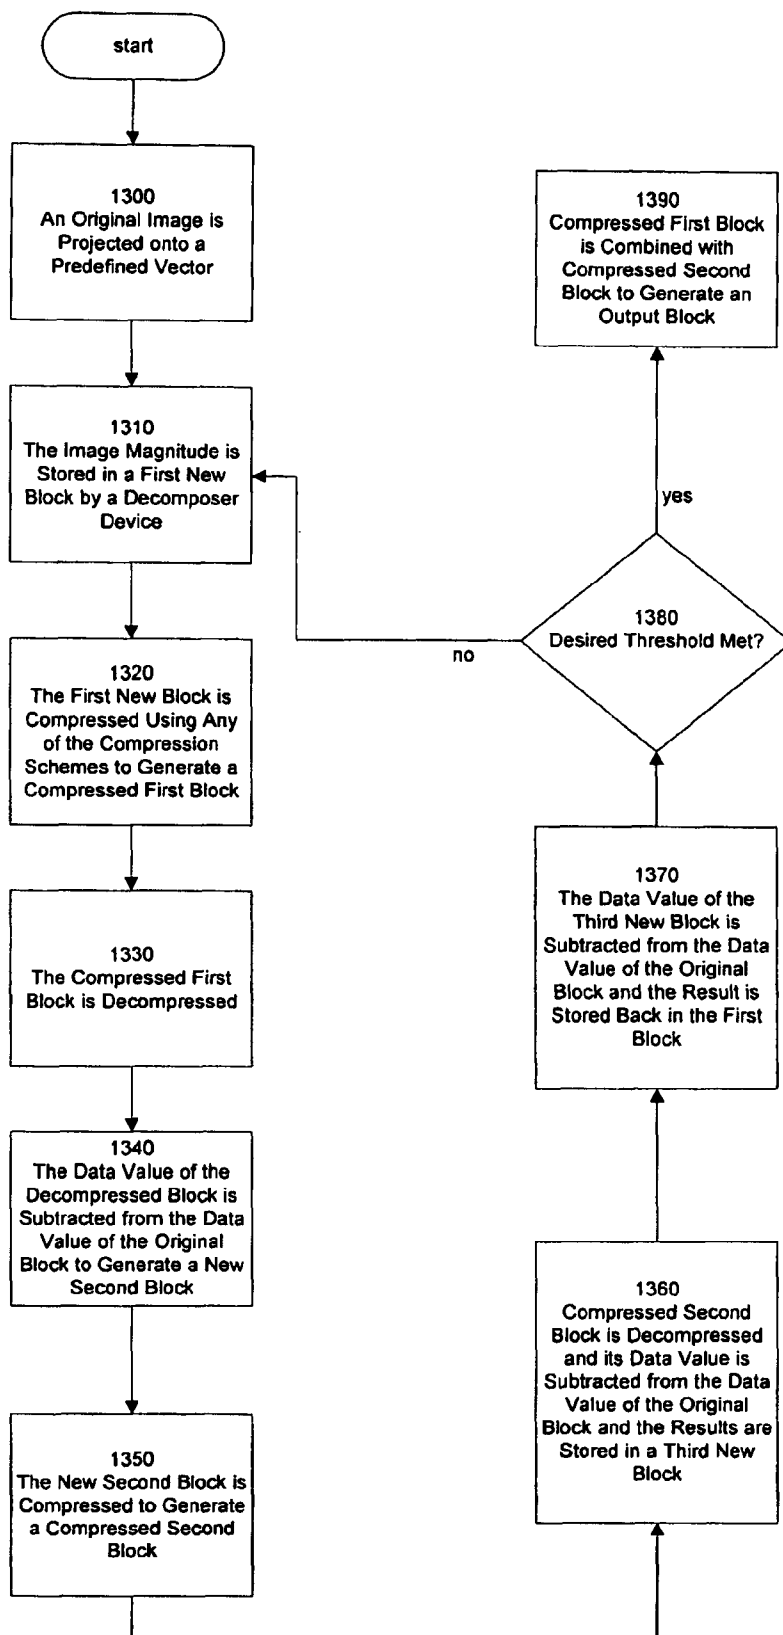 start
1300
An Original Image is
Projected onto a
Predefined Vector
1310
The Image Magnitude is
Stored in a First New
Block by a Decomposer
Device
1320
The First New Block is
Compressed Using Any
of the Compression
Schemes to Generate a
Compressed First Block
1330
The Compressed First
Block is Decompressed
1340
The Data Value of the
Decompressed Block is
Subtracted from the Data
Value of the Original
Block to Generate a New
Second Block
1350
The New Second Block is
Compressed to Generate
a Compressed Second
Block
1360
Compressed Second
Block is Decompressed
and its Data Value is
Subtracted from the Data
Value of the Original
Block and the Results are
Stored in a Third New
Block
1370
The Data Value of the
Third New Block is
Subtracted from the Data
Value of the Original
Block and the Result is
Stored Back in the First
Block
1380
Desired Threshold Met?
no
yes
1390
Compressed First Block
is Combined with
Compressed Second
Block to Generate an
Output Block